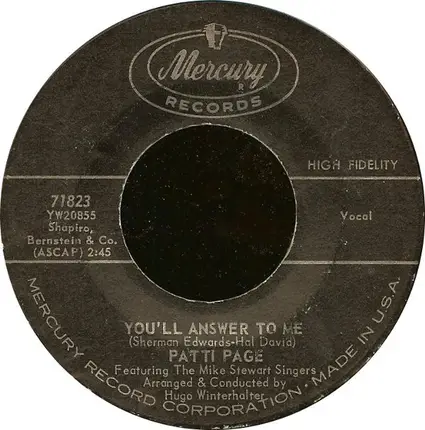 Mercury
R
RECORDS
HIGH FIDELITY
71823
YW20855
Shapiro,
Bernstein & Co.
(ASCAP) 2:45
Vocal
YOU'LL ANSWER TO ME
(Sherman Edwards-Hal David)
PATTI PAGE
Featuring The Mike Stewart Singers
Arranged & Conducted by
Hugo Winterhalter
MERCURY RECORD CORPORATION • MADE IN U.S.A.